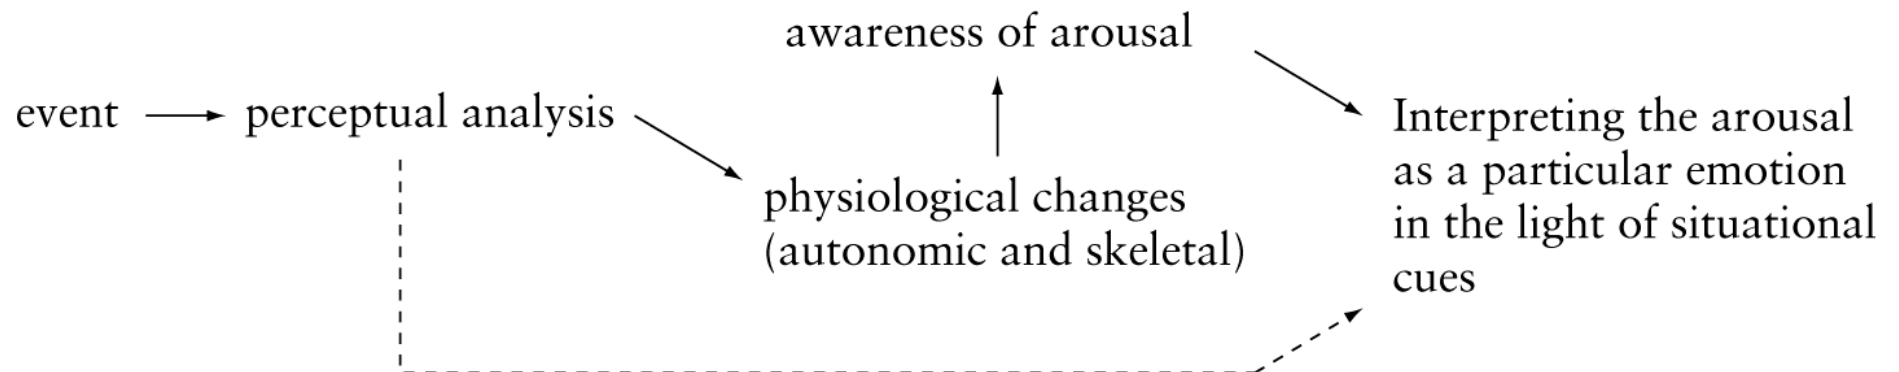 awareness of arousal
event
perceptual analysis
physiological changes
(autonomic and skeletal)
Interpreting the arousal
as a particular emotion
in the light of situational
cues